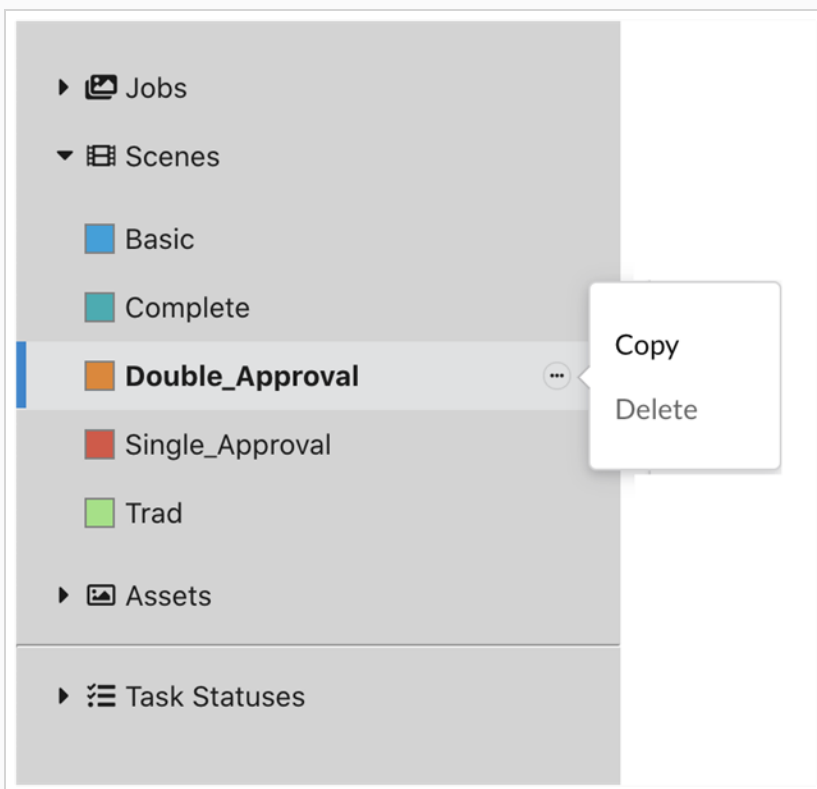 Jobs
Scenes
Basic
Complete
Double_Approval
Copy
Delete
Single_Approval
Trad
Assets
Task Statuses